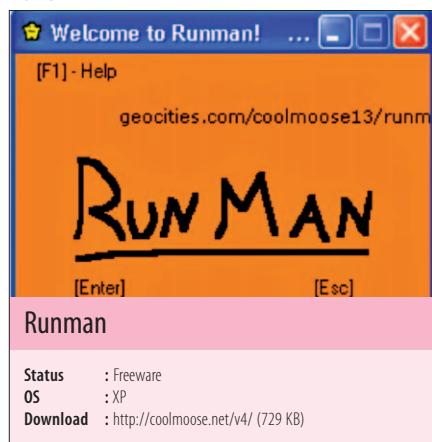 Welcome to Runman! ...
[F1] - Help
geocities.com/coolmoose13/runm
RUN MAN
[Enter] [Esc]
Runman
Status : Freeware
OS : XP
Download : http://coolmoose.net/v4/ (729 KB)